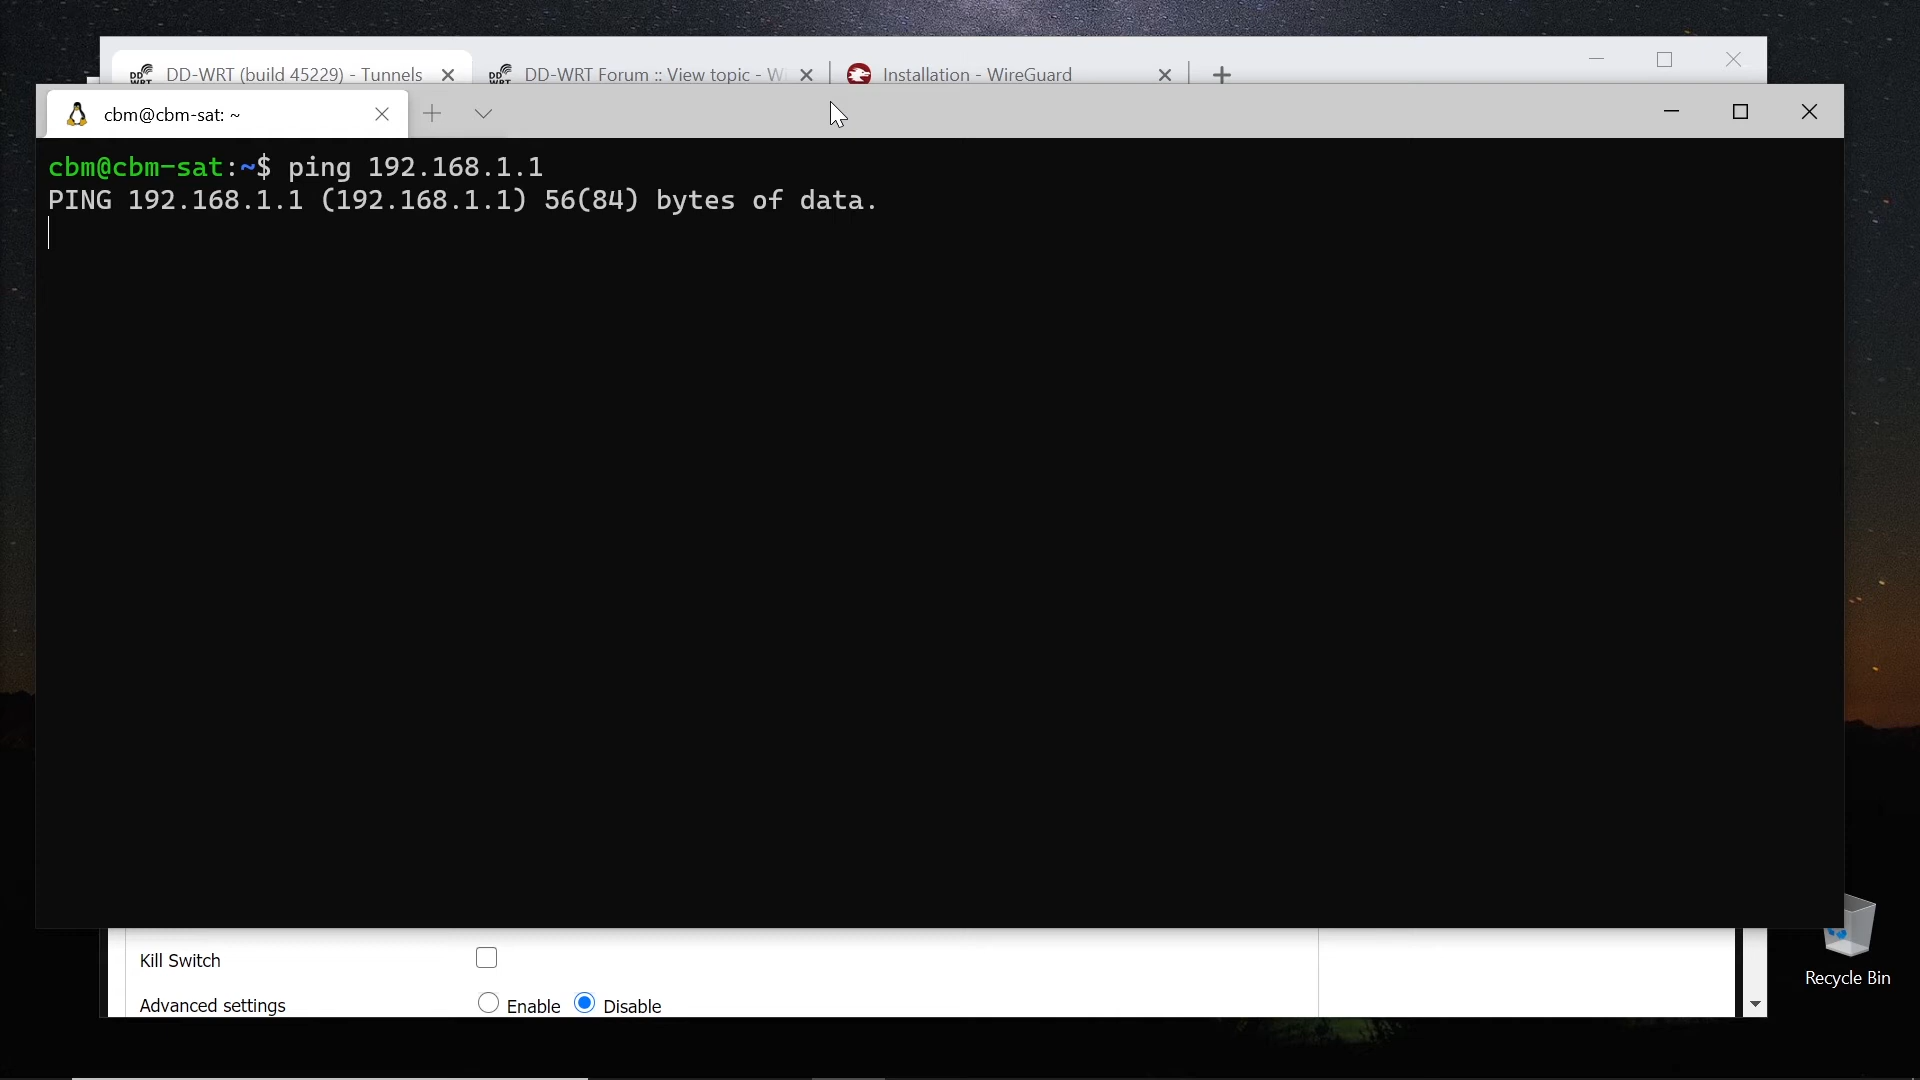 DD-WRT (build 45229) - Tunnels
DD-WRT Forum :: View topic - Wi
Installation - WireGuard
cbm@cbm-sat: ~
cbm@cbm-sat:~$ ping 192.168.1.1
PING 192.168.1.1 (192.168.1.1) 56(84) bytes of data.
Kill Switch
Advanced settings
Enable
Disable
Recycle Bin